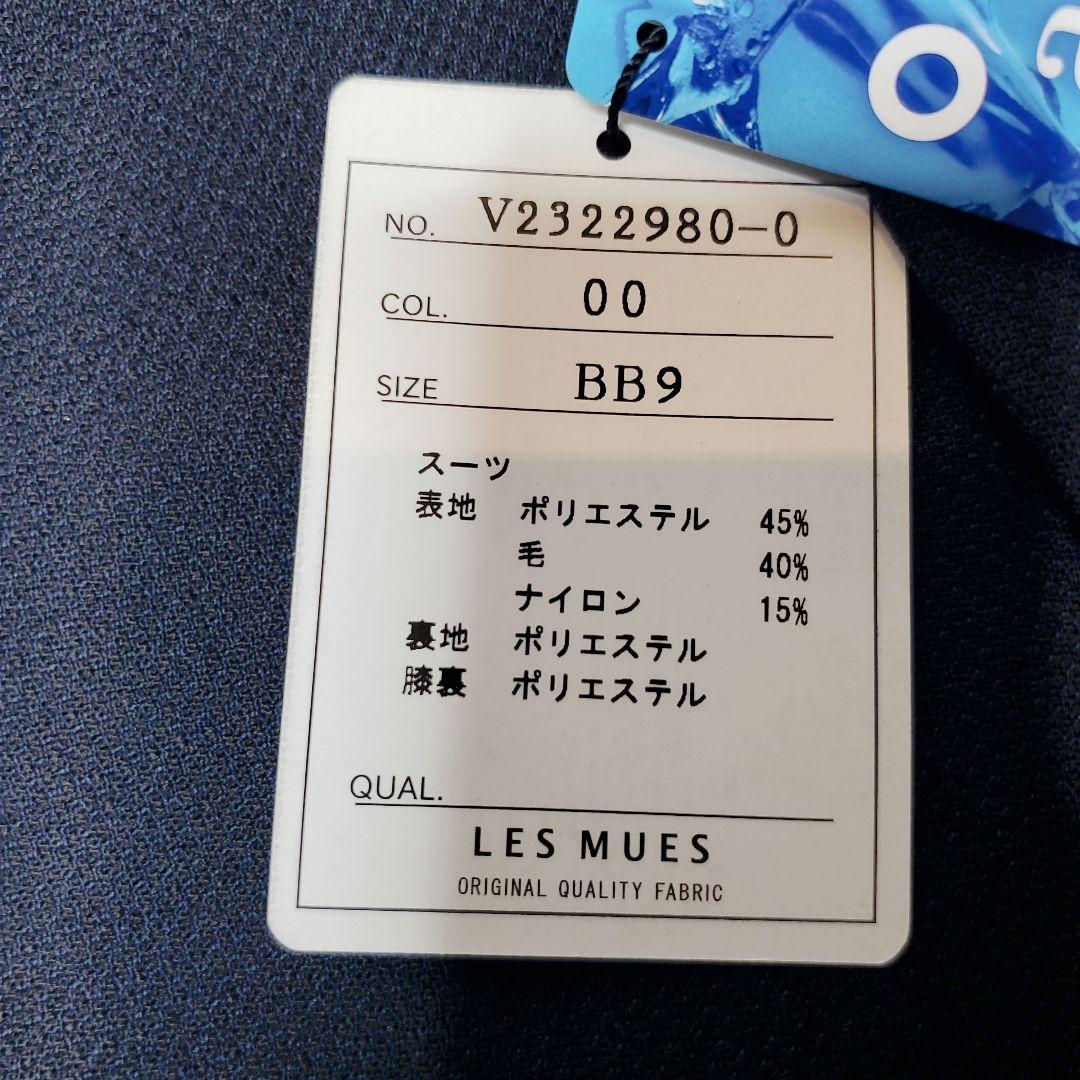 NO. V2322980-0
COL. 00
SIZE BB9
スーツ
表地 ポリエステル 45%
毛 40%
ナイロン 15%
裏地 ポリエステル
膝裏 ポリエステル
QUAL.
LES MUES
ORIGINAL QUALITY FABRIC